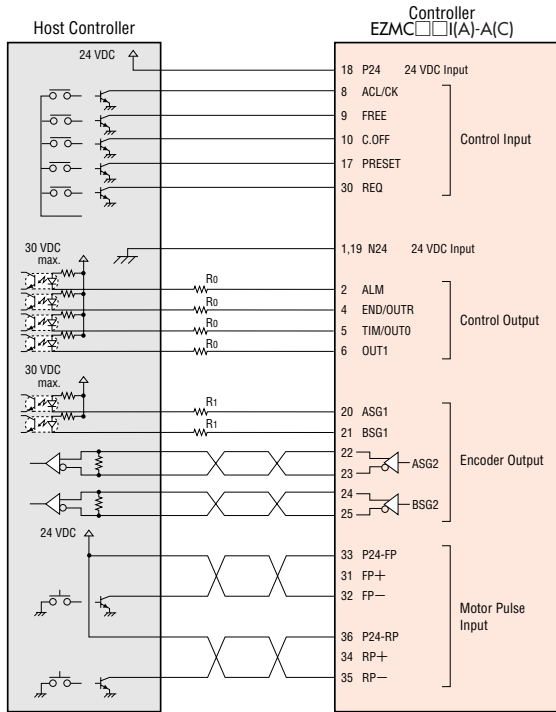 Host Controller
Controller
EZMC□□I(A)-A(C)
24 VDC
18 P24 24 VDC Input
8 ACL/CK
9 FREE
10 C.OFF
17 PRESET
30 REQ
Control Input
30 VDC
max.
1,19 N24 24 VDC Input
R0
2 ALM
R0
4 END/OUTR
R0
5 TIM/OUT0
R0
6 OUT1
Control Output
30 VDC
max.
R1
20 ASG1
R1
21 BSG1
22
23
ASG2
24
25
BSG2
Encoder Output
24 VDC
33 P24-FP
31 FP+
32 FP−
36 P24-RP
34 RP+
35 RP−
Motor Pulse
Input